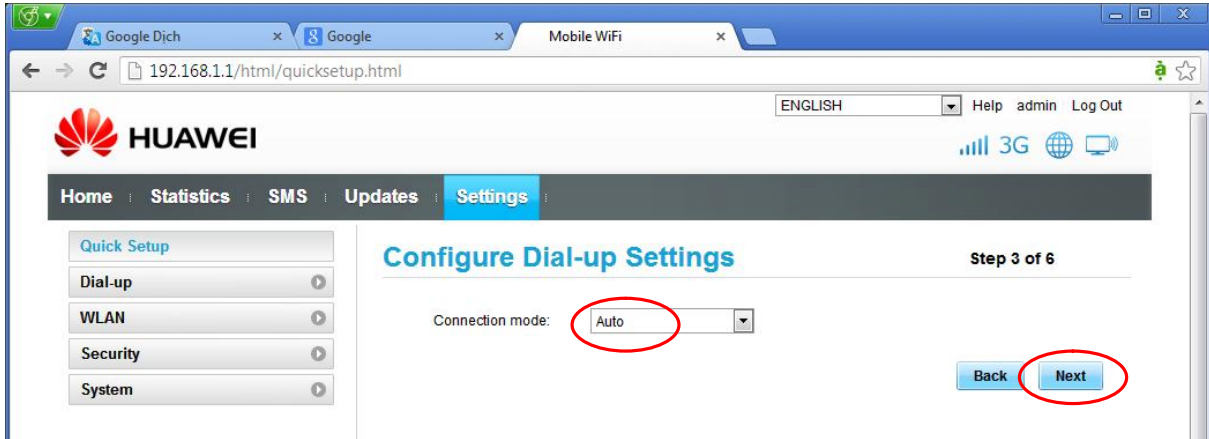 Google Dịch
Google
Mobile WiFi
192.168.1.1/html/quicksetup.html
ENGLISH Help admin Log Out
HUAWEI
3G
Home Statistics SMS Updates Settings
Quick Setup
Dial-up
WLAN
Security
System
Configure Dial-up Settings
Step 3 of 6
Connection mode: Auto
Back Next